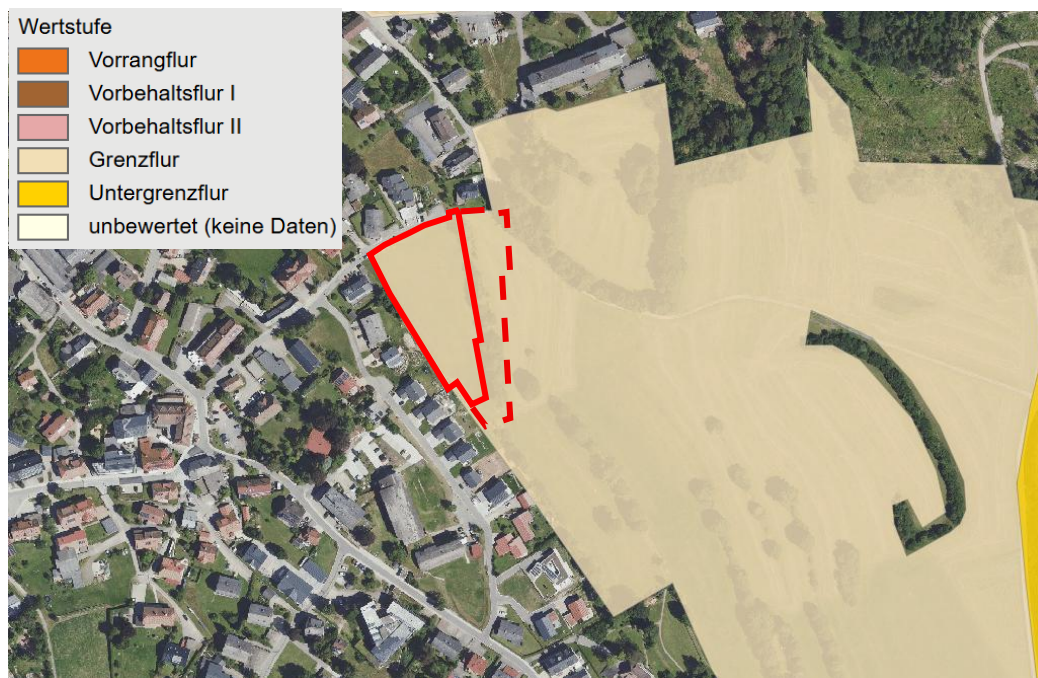 Wertstufe
Vorrangflur
Vorbehaltsflur I
Vorbehaltsflur II
Grenzflur
Untergrenzflur
unbewertet (keine Daten)